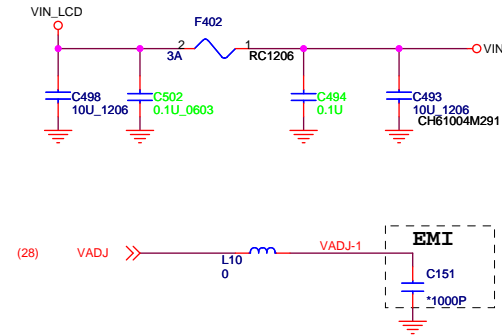 VIN_LCD
F402
2
3A
1
RC1206
VIN
C498
10U_1206
C502
0.1U_0603
C494
0.1U
C493
10U_1206
CH61004M291
(28)
VADJ
L10
0
VADJ-1
EMI
C151
*1000P